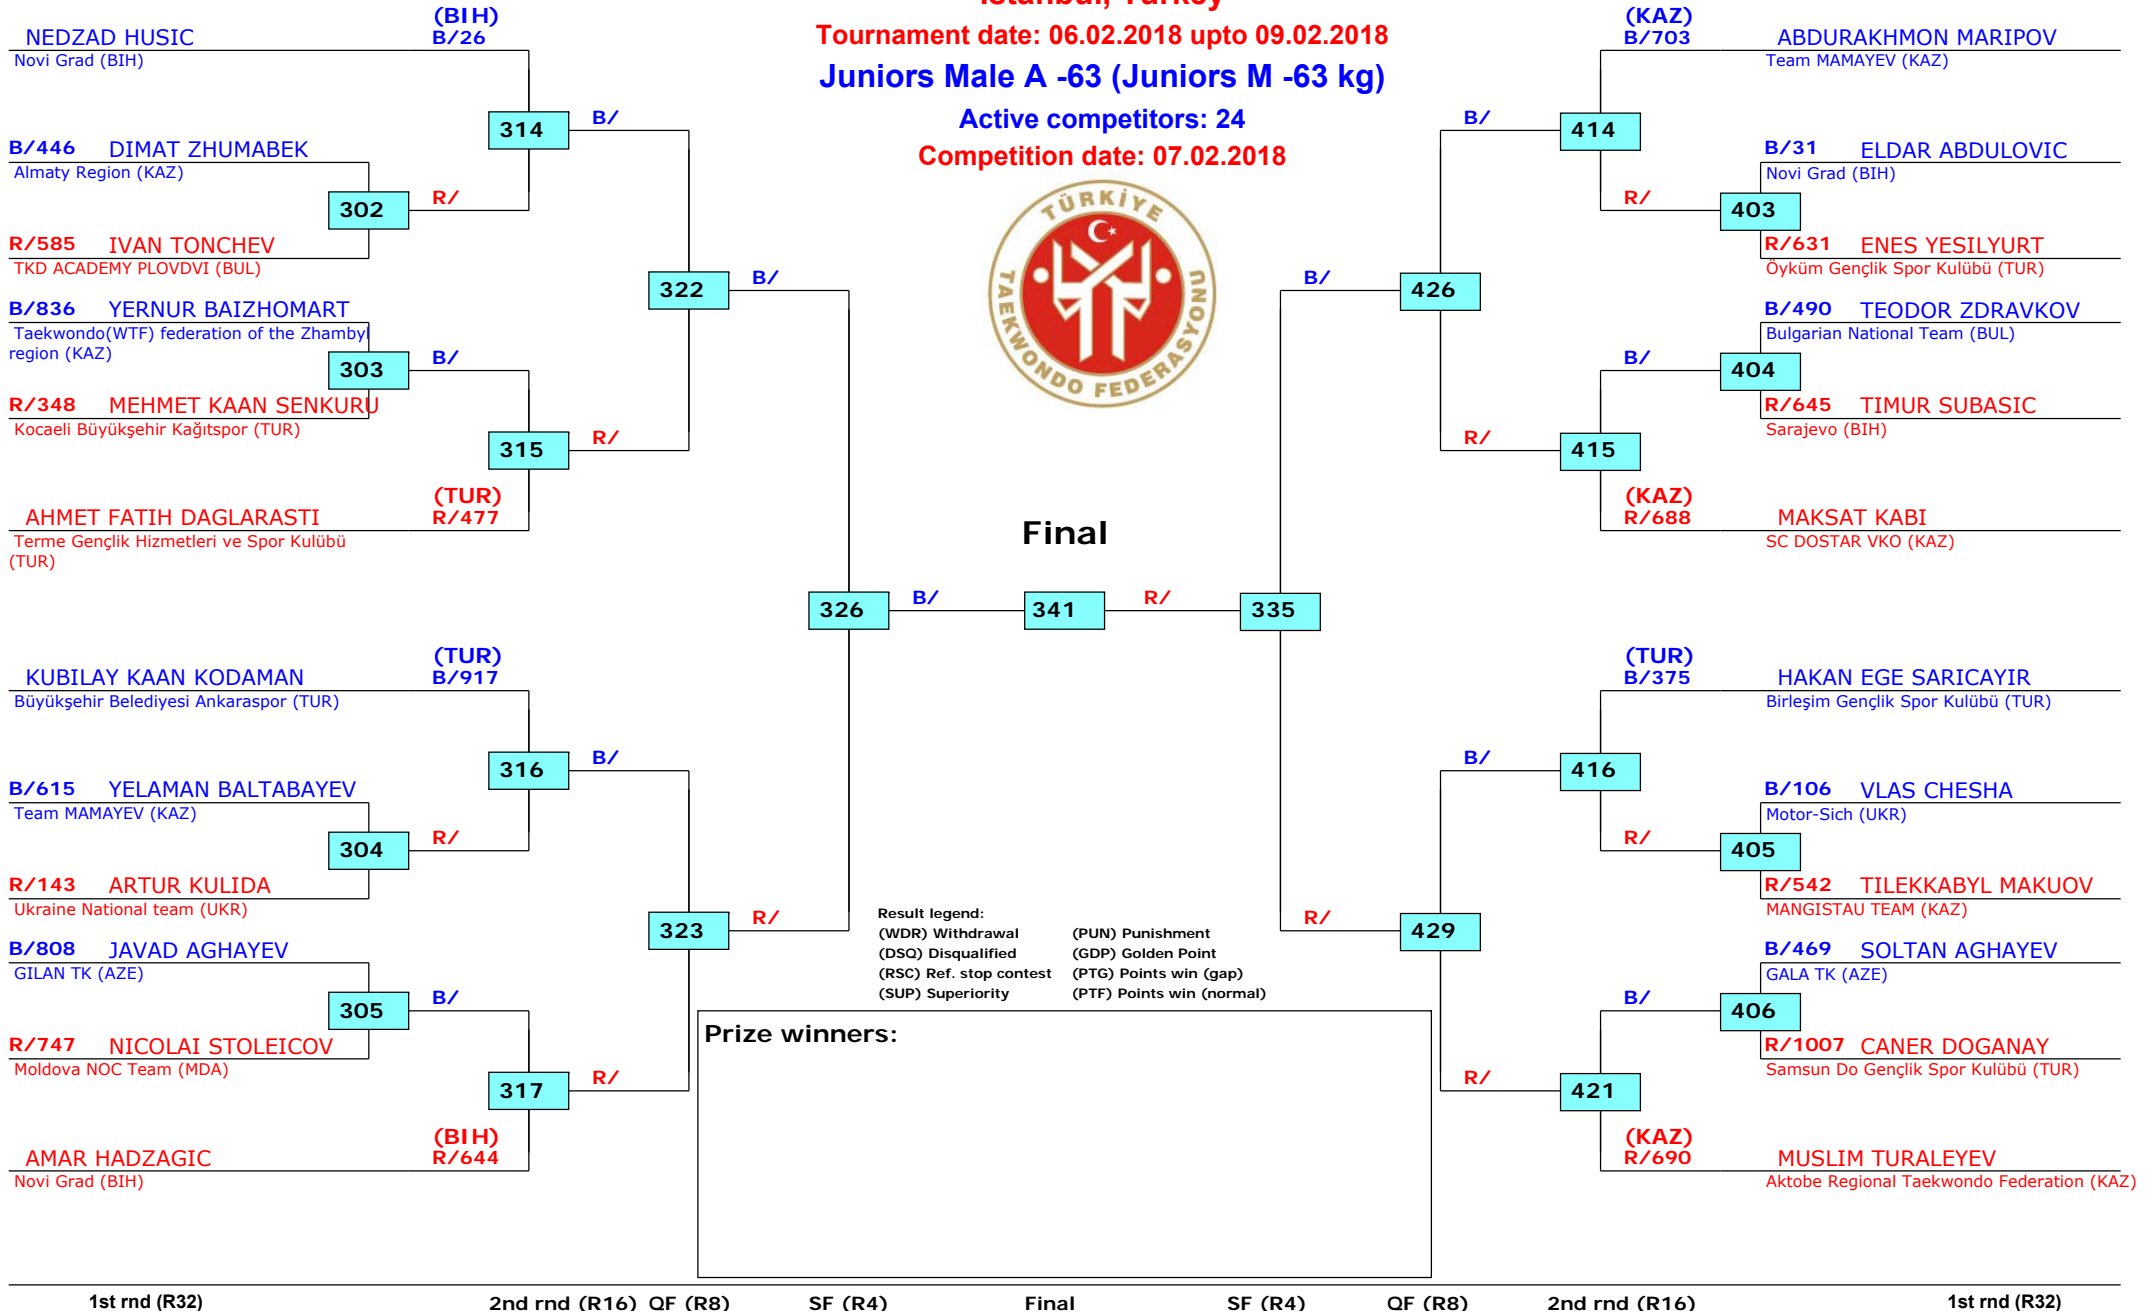 Istanbul, Turkey
Tournament date: 06.02.2018 upto 09.02.2018
Juniors Male A -63 (Juniors M -63 kg)
Active competitors: 24
Competition date: 07.02.2018
TÜRKİYE
TAEKWONDO FEDERASYONU
(BIH)
NEDZAD HUSIC B/26
Novi Grad (BIH)
314
B/
B/446 DIMAT ZHUMABEK
Almaty Region (KAZ)
302
R/
R/585 IVAN TONCHEV
TKD ACADEMY PLOVDVI (BUL)
322
B/
B/836 YERNUR BAIZHOMART
Taekwondo(WTF) federation of the Zhambyl
region (KAZ)
303
B/
R/348 MEHMET KAAN SENKURU
Kocaeli Büyükşehir Kağıtspor (TUR)
315
R/
(TUR)
AHMET FATIH DAGLARASTI R/477
Terme Gençlik Hizmetleri ve Spor Kulübü
(TUR)
326
B/
(TUR)
KUBILAY KAAN KODAMAN B/917
Büyükşehir Belediyesi Ankaraspor (TUR)
316
B/
B/615 YELAMAN BALTABAYEV
Team MAMAYEV (KAZ)
304
R/
R/143 ARTUR KULIDA
Ukraine National team (UKR)
323
R/
B/808 JAVAD AGHAYEV
GILAN TK (AZE)
305
B/
R/747 NICOLAI STOLEICOV
Moldova NOC Team (MDA)
317
R/
(BIH)
AMAR HADZAGIC R/644
Novi Grad (BIH)
Final
341
R/
335
(KAZ)
B/703 ABDURAKHMON MARIPOV
Team MAMAYEV (KAZ)
B/
414
B/31 ELDAR ABDULOVIC
Novi Grad (BIH)
R/
403
R/631 ENES YESILYURT
Öyküm Gençlik Spor Kulübü (TUR)
B/
426
B/490 TEODOR ZDRAVKOV
Bulgarian National Team (BUL)
B/
404
R/645 TIMUR SUBASIC
Sarajevo (BIH)
R/
415
(KAZ)
R/688 MAKSAT KABI
SC DOSTAR VKO (KAZ)
(TUR)
B/375 HAKAN EGE SARICAYIR
Birleşim Gençlik Spor Kulübü (TUR)
B/
416
B/106 VLAS CHESHA
Motor-Sich (UKR)
R/
405
R/542 TILEKKABYL MAKUOV
MANGISTAU TEAM (KAZ)
R/
429
B/469 SOLTAN AGHAYEV
GALA TK (AZE)
B/
406
R/1007 CANER DOGANAY
Samsun Do Gençlik Spor Kulübü (TUR)
R/
421
(KAZ)
R/690 MUSLIM TURALEYEV
Aktobe Regional Taekwondo Federation (KAZ)
Result legend:
(WDR) Withdrawal (PUN) Punishment
(DSQ) Disqualified (GDP) Golden Point
(RSC) Ref. stop contest (PTG) Points win (gap)
(SUP) Superiority (PTF) Points win (normal)
Prize winners:
1st rnd (R32) 2nd rnd (R16) QF (R8) SF (R4) Final SF (R4) QF (R8) 2nd rnd (R16) 1st rnd (R32)